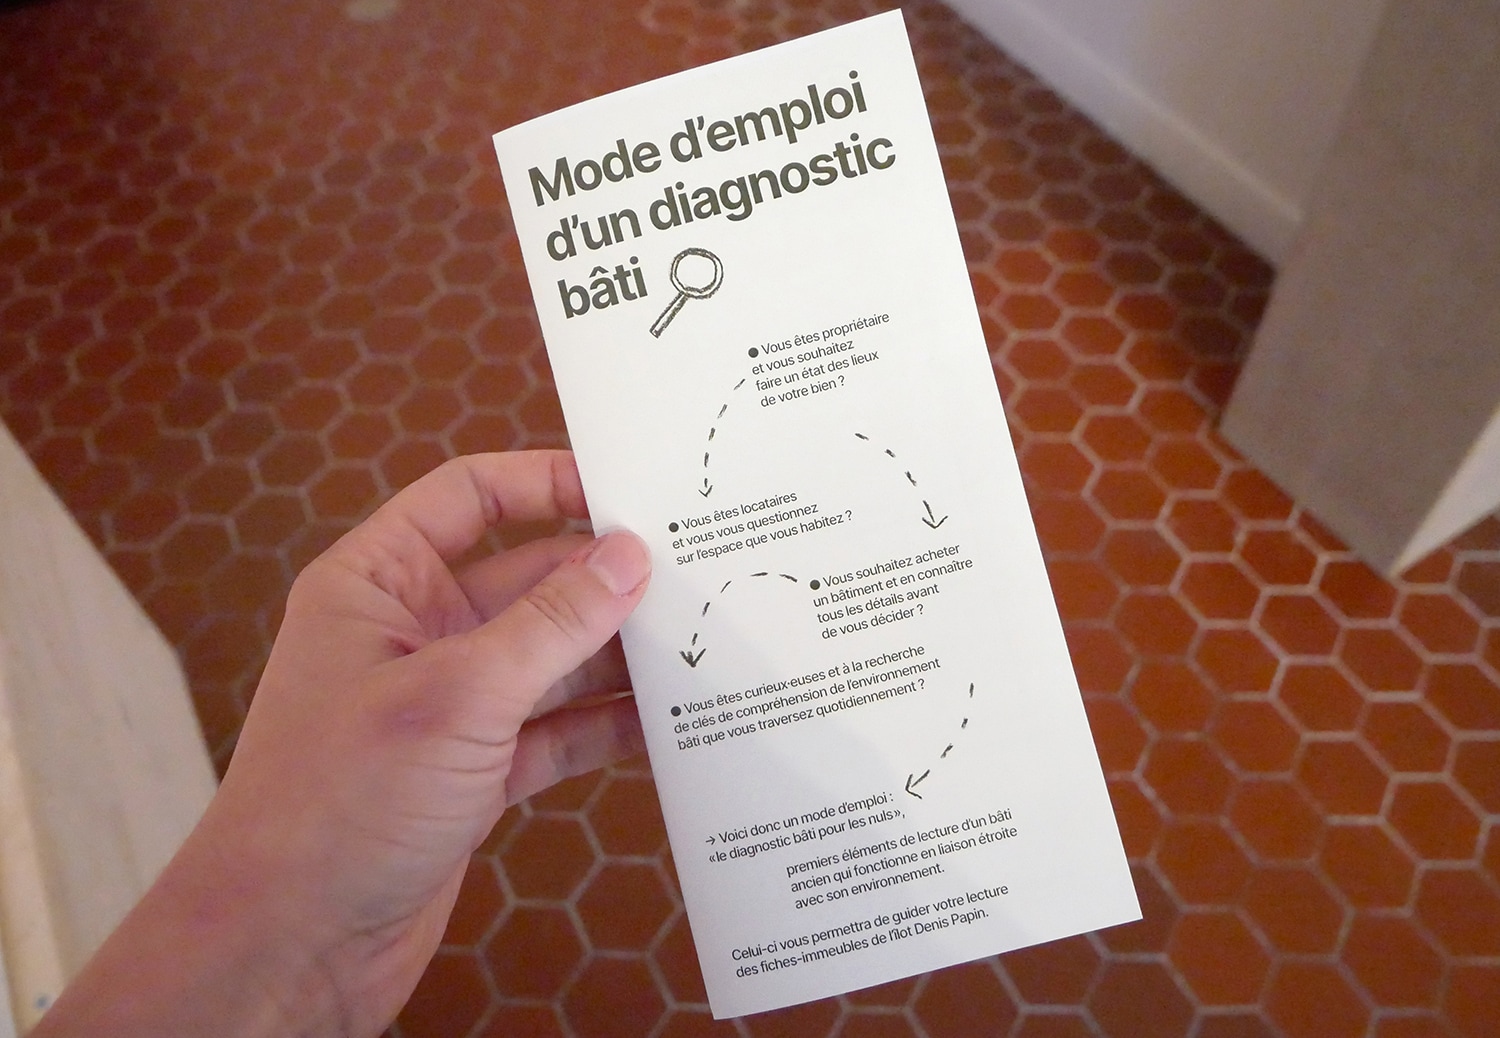 Mode d'emploi
d'un diagnostic
bâti
● Vous êtes propriétaire
et vous souhaitez
faire un état des lieux
de votre bien ?
● Vous êtes locataires
et vous vous questionnez
sur l'espace que vous habitez ?
● Vous souhaitez acheter
un bâtiment et en connaître
tous les détails avant
de vous décider ?
● Vous êtes curieux·euses et à la recherche
de clés de compréhension de l'environnement
bâti que vous traversez quotidiennement ?
→ Voici donc un mode d'emploi :
«le diagnostic bâti pour les nuls»,
premiers éléments de lecture d'un bâti
ancien qui fonctionne en liaison étroite
avec son environnement.
Celui-ci vous permettra de guider votre lecture
des fiches-immeubles de l'îlot Denis Papin.